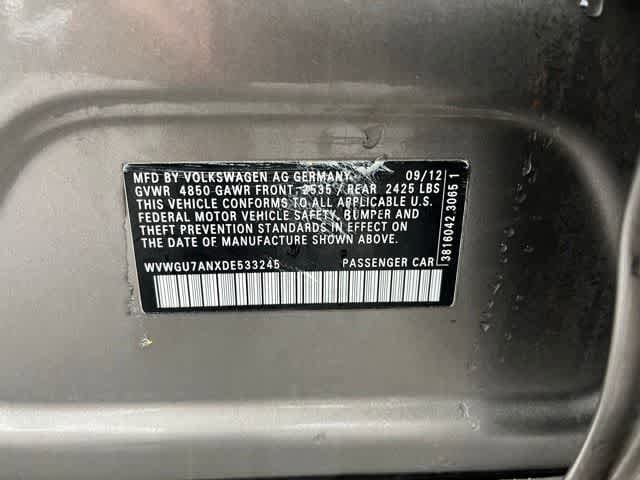 MFD BY VOLKSWAGEN AG GERMANY 09/12
GVWR 4850 GAWR FRONT 2535 / REAR 2425 LBS
THIS VEHICLE CONFORMS TO ALL APPLICABLE U.S.
FEDERAL MOTOR VEHICLE SAFETY, BUMPER AND
THEFT PREVENTION STANDARDS IN EFFECT ON
THE DATE OF MANUFACTURE SHOWN ABOVE.
WVWGU7ANXDE533245 PASSENGER CAR
3816042.3065 1